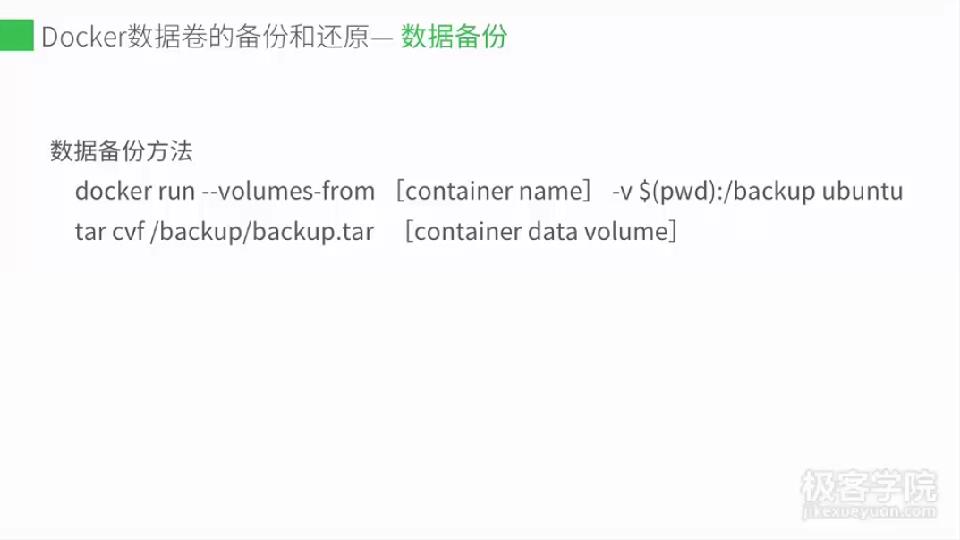 Docker数据卷的备份和还原— 数据备份
数据备份方法
docker run --volumes-from [container name] -v $(pwd):/backup ubuntu
tar cvf /backup/backup.tar [container data volume]
极客学院
jikexueyuan.com